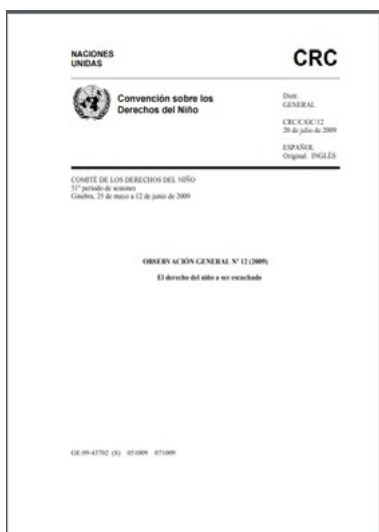 NACIONES
UNIDAS
CRC
Convención sobre los
Derechos del Niño
Distr.
GENERAL
CRC/C/GC/12
20 de julio de 2009
ESPAÑOL
Original: INGLÉS
COMITÉ DE LOS DERECHOS DEL NIÑO
51º período de sesiones
Ginebra, 25 de mayo a 12 de junio de 2009
OBSERVACIÓN GENERAL Nº 12 (2009)
El derecho del niño a ser escuchado
GE.09-43702 (S) 051009 071009